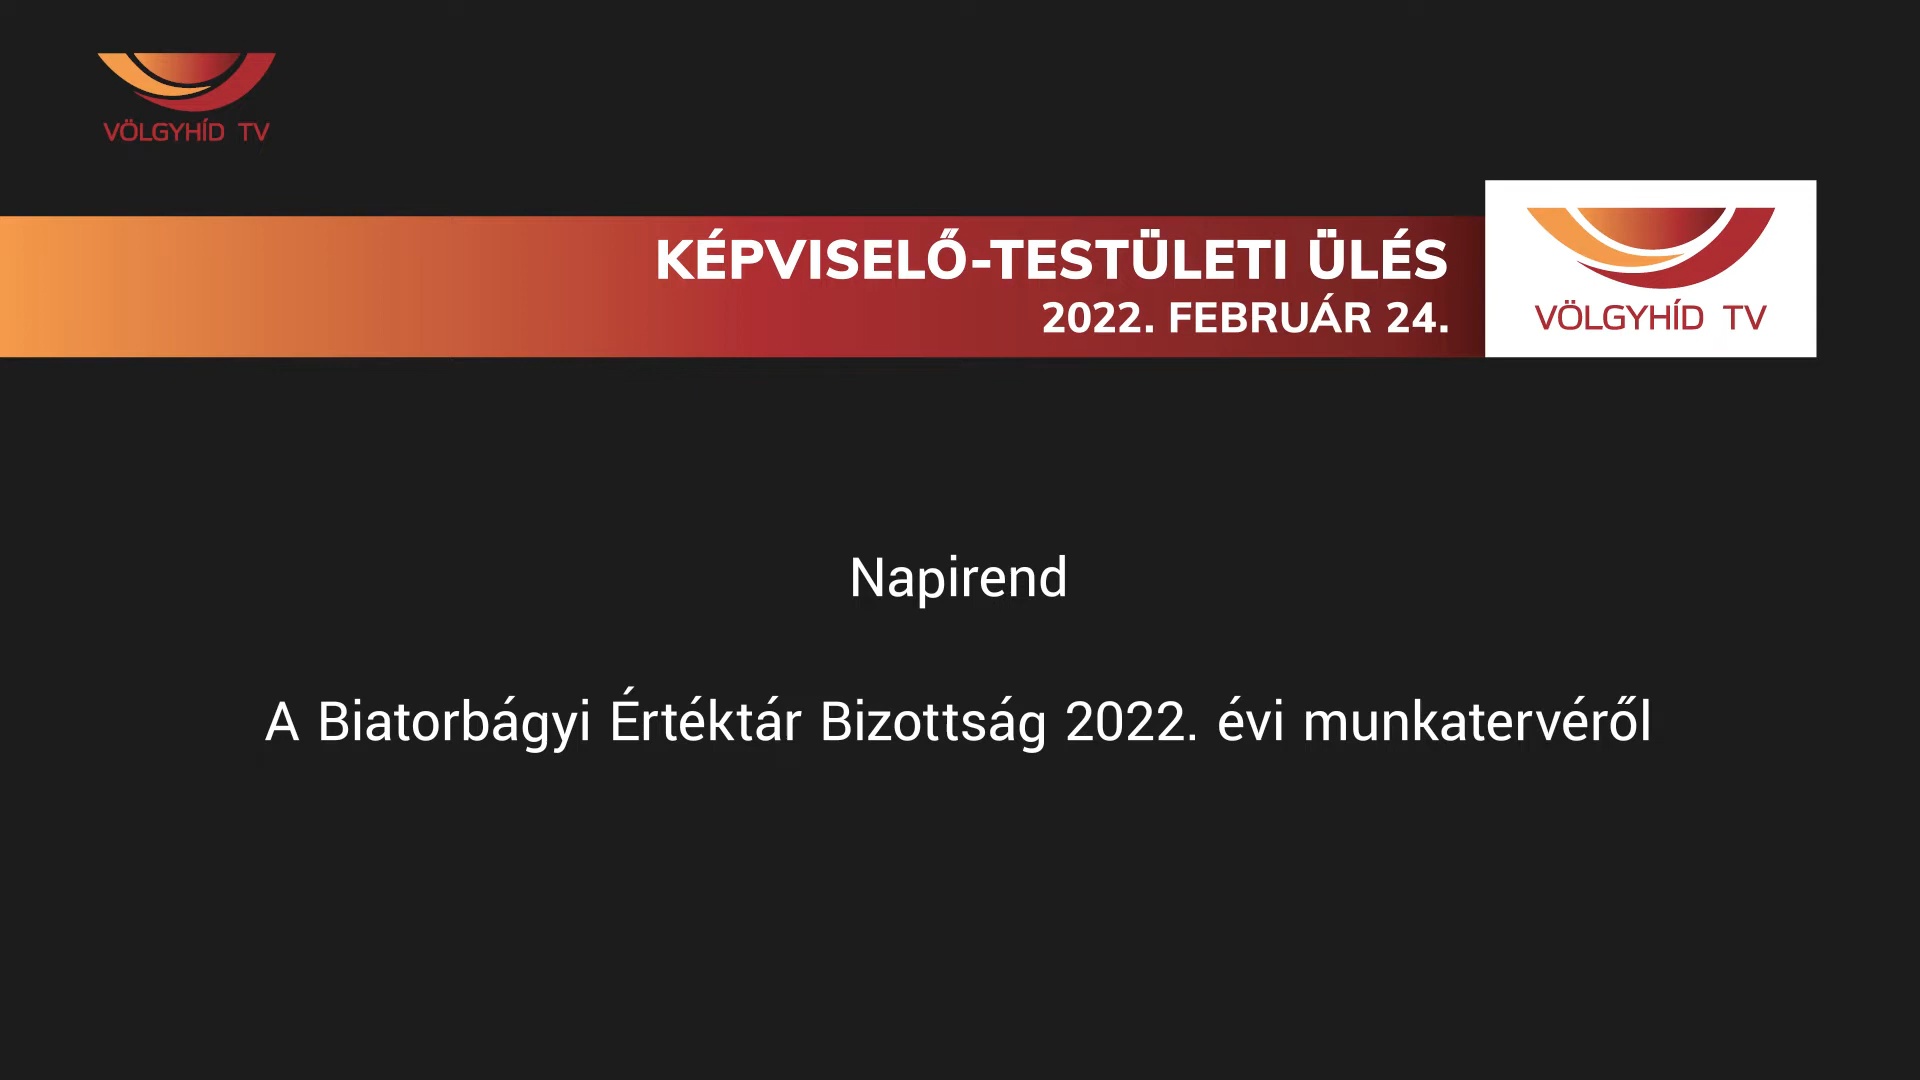 VÖLGYHÍD TV
KÉPVISELŐ-TESTÜLETI ÜLÉS
2022. FEBRUÁR 24.
VÖLGYHÍD TV
Napirend
A Biatorbágyi Értéktár Bizottság 2022. évi munkatervéről